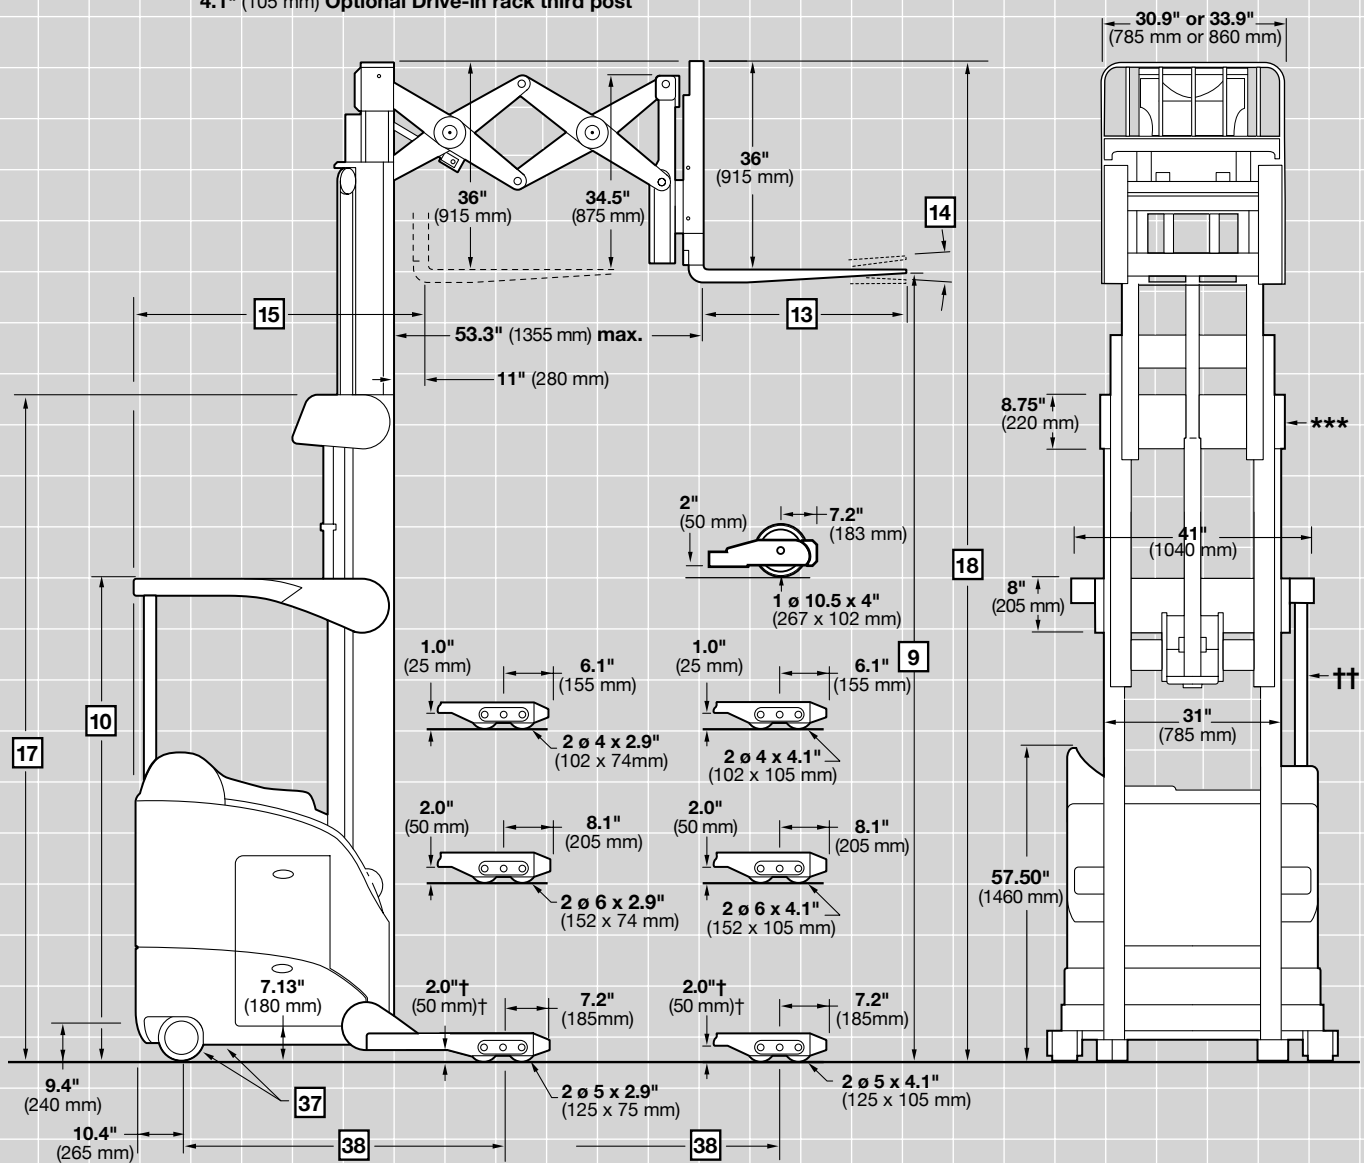 4.1" (105 mm) Optional Drive-in rack third post
30.9" or 33.9"
(785 mm or 860 mm)
36"
(915 mm)
34.5"
(875 mm)
36"
(915 mm)
14
15
13
53.3" (1355 mm) max.
11" (280 mm)
8.75"
(220 mm)
***
2"
(50 mm)
7.2"
(183 mm)
18
41"
(1040 mm)
1 ø 10.5 x 4"
(267 x 102 mm)
8"
(205 mm)
9
1.0"
(25 mm)
6.1"
(155 mm)
1.0"
(25 mm)
6.1"
(155 mm)
††
10
17
2 ø 4 x 2.9"
(102 x 74mm)
2 ø 4 x 4.1"
(102 x 105 mm)
31"
(785 mm)
2.0"
(50 mm)
8.1"
(205 mm)
2.0"
(50 mm)
8.1"
(205 mm)
57.50"
(1460 mm)
2 ø 6 x 2.9"
(152 x 74 mm)
2 ø 6 x 4.1"
(152 x 105 mm)
7.13"
(180 mm)
2.0"†
(50 mm)†
7.2"
(185mm)
2.0"†
(50 mm)†
7.2"
(185mm)
9.4"
(240 mm)
37
2 ø 5 x 2.9"
(125 x 75 mm)
2 ø 5 x 4.1"
(125 x 105 mm)
10.4"
(265 mm)
38
38